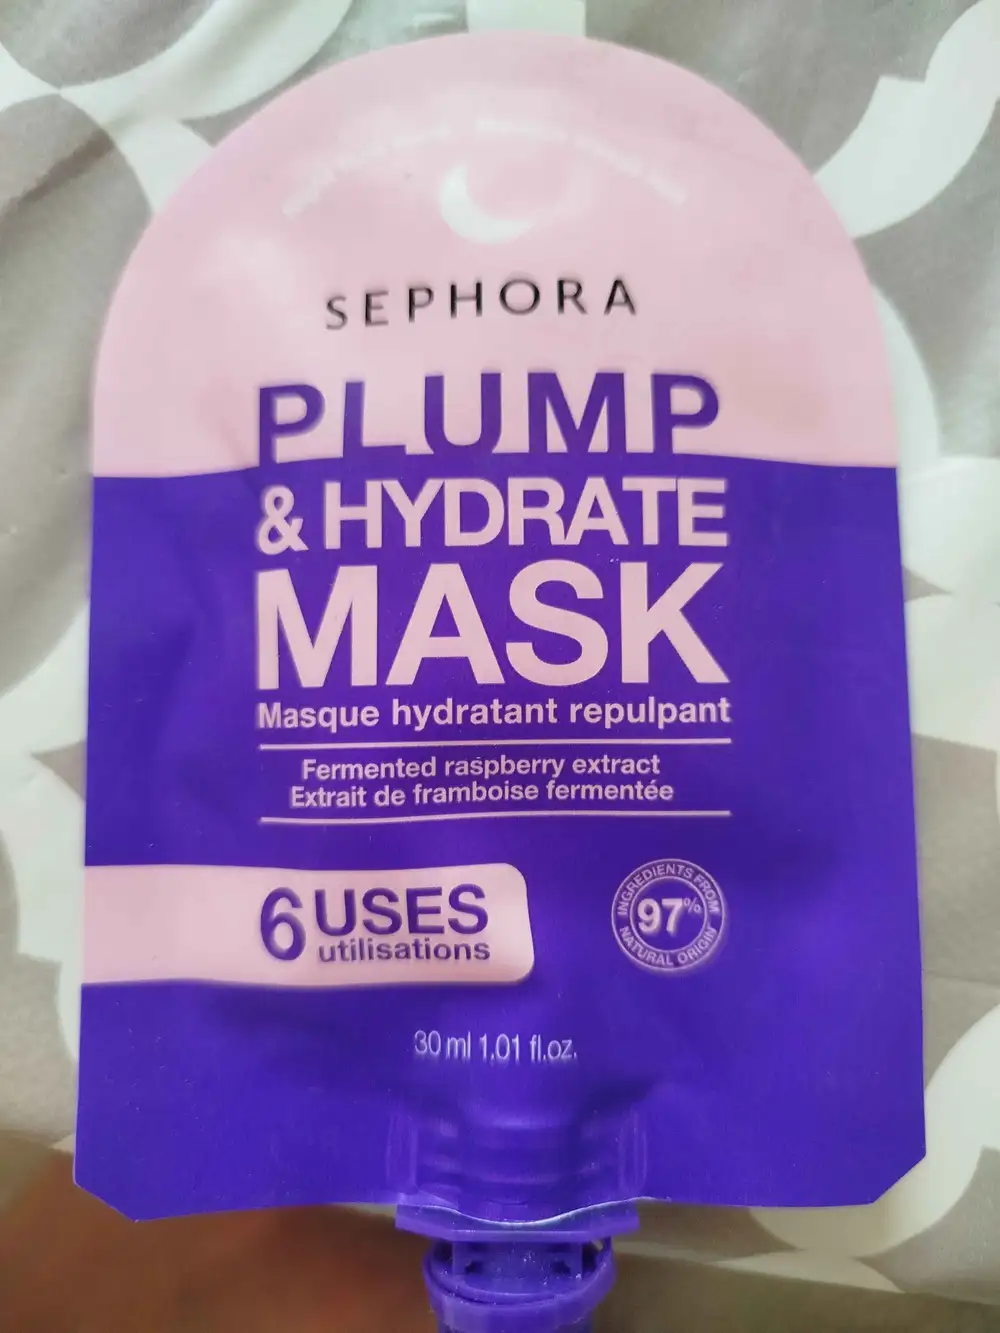 SEPHORA
PLUMP
& HYDRATE
MASK
Masque hydratant repulpant
Fermented raspberry extract
Extrait de framboise fermentée
6 USES
utilisations
INGREDIENTS FROM
97%
NATURAL ORIGIN
30 ml 1.01 fl.oz.